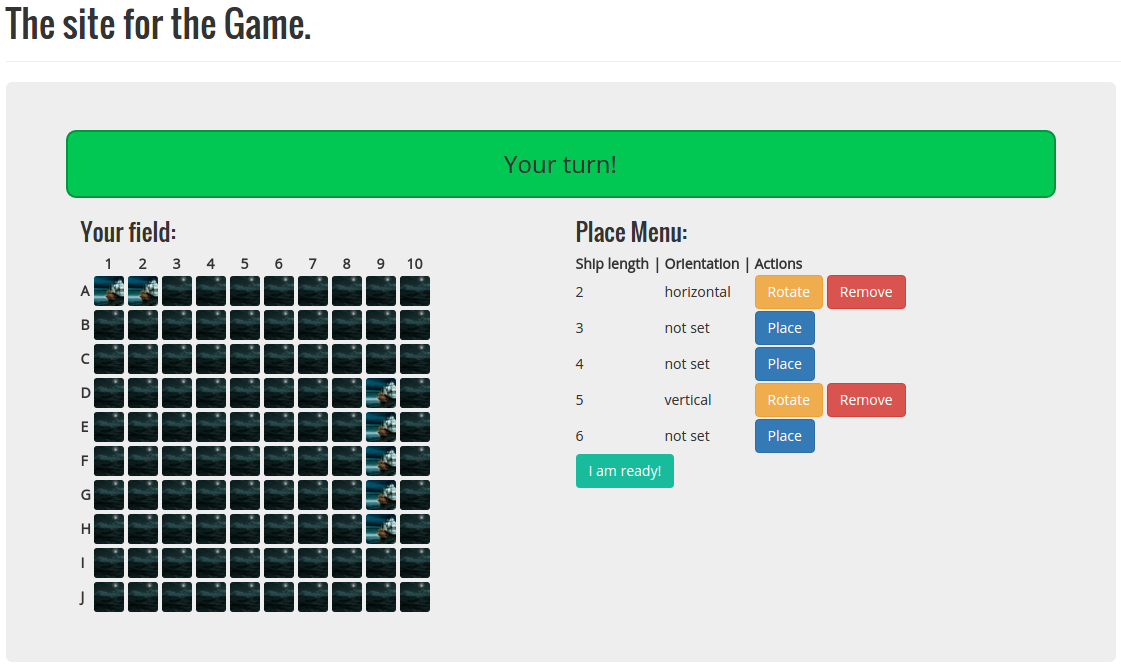 The site for the Game.
Your turn!
Your field:
1 2 3 4 5 6 7 8 9 10
A
B
C
D
E
F
G
H
I
J
Place Menu:
Ship length | Orientation | Actions
2 horizontal Rotate Remove
3 not set Place
4 not set Place
5 vertical Rotate Remove
6 not set Place
I am ready!